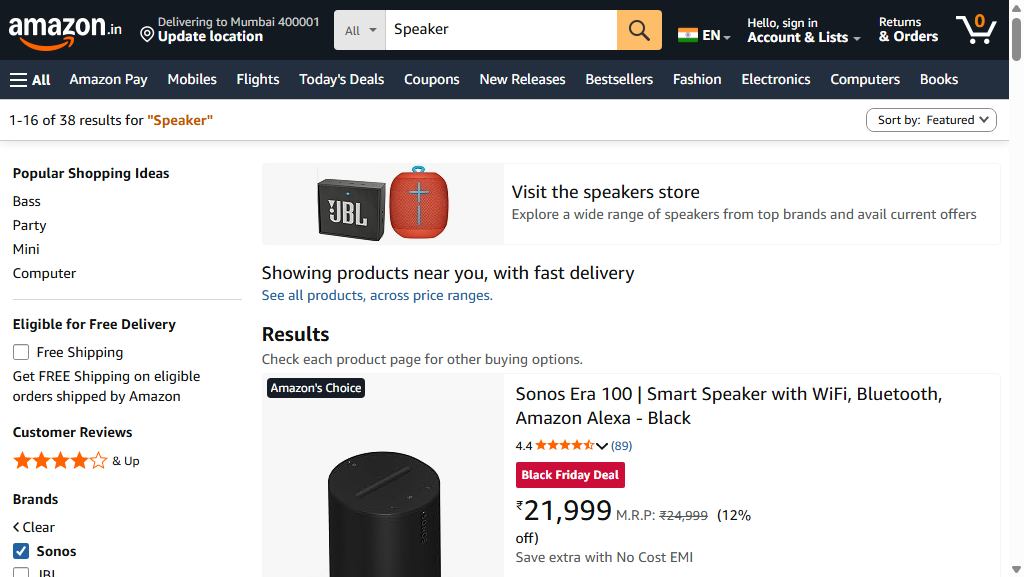 amazon.in
Delivering to Mumbai 400001
Update location
All
Speaker
EN
Hello, sign in
Account & Lists
Returns
& Orders
0
All
Amazon Pay
Mobiles
Flights
Today's Deals
Coupons
New Releases
Bestsellers
Fashion
Electronics
Computers
Books
1-16 of 38 results for "Speaker"
Sort by: Featured
Popular Shopping Ideas
Bass
Party
Mini
Computer
Eligible for Free Delivery
Free Shipping
Get FREE Shipping on eligible
orders shipped by Amazon
Customer Reviews
& Up
Brands
Clear
Sonos
JBL
JBL
Visit the speakers store
Explore a wide range of speakers from top brands and avail current offers
Showing products near you, with fast delivery
See all products, across price ranges.
Results
Check each product page for other buying options.
Amazon's Choice
SONOS
Sonos Era 100 | Smart Speaker with WiFi, Bluetooth,
Amazon Alexa - Black
4.4 (89)
Black Friday Deal
₹21,999 M.R.P: ₹24,999 (12%
off)
Save extra with No Cost EMI